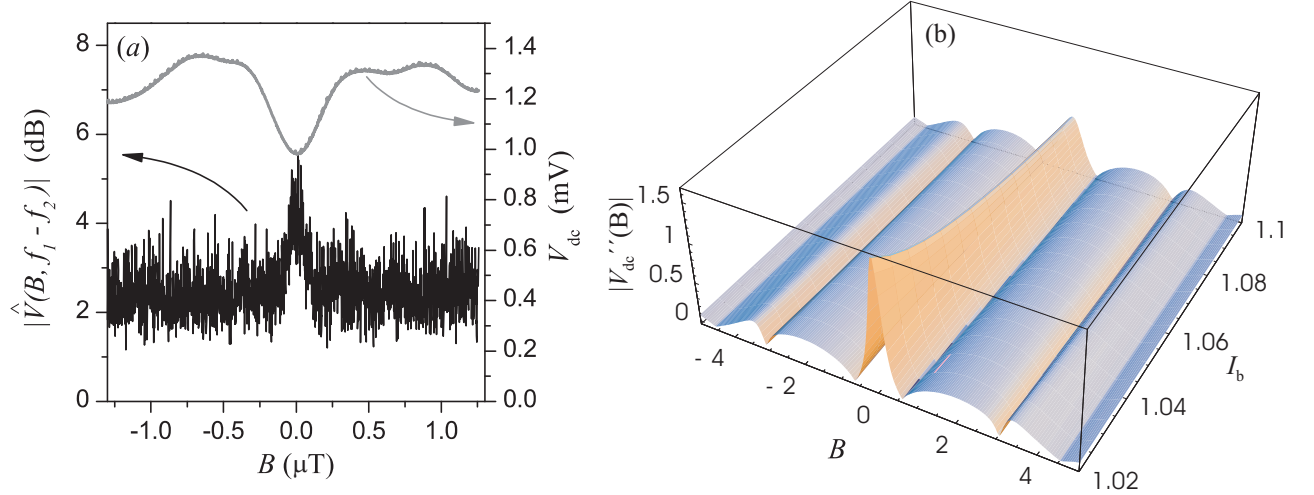 (a)
8
6
4
2
0
|V̂(B, f1 - f2)| (dB)
1.4
1.2
1.0
0.8
0.6
0.4
0.2
0.0
Vdc (mV)
-1.0 -0.5 0.0 0.5 1.0
B (μT)
(b)
1.5
1
0.5
0
|Vdc´´(B)|
- 4 - 2 0 2 4
B
1.1
1.08
1.06
1.04
1.02
Ib